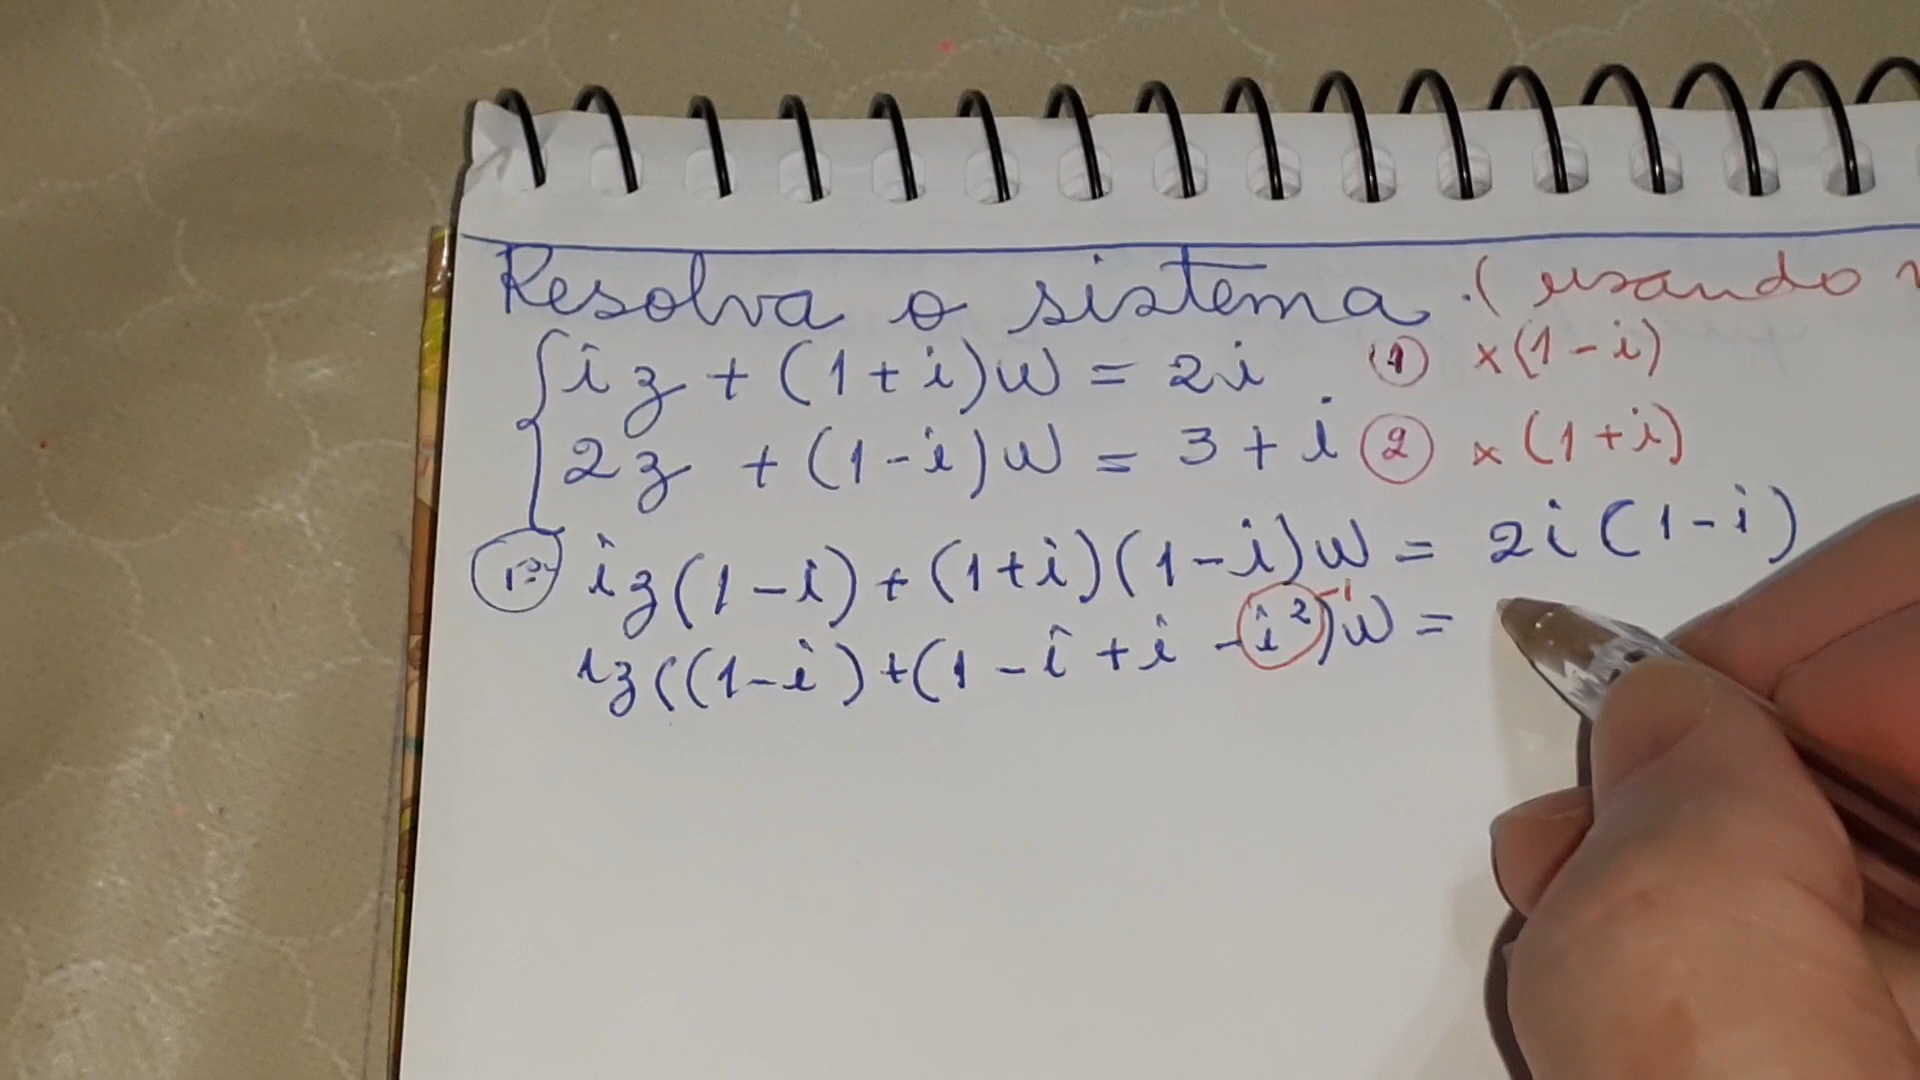 Resolva o sistema. (usando
iz + (1+i)w = 2i (1) ×(1-i)
2z + (1-i)w = 3+i (2) ×(1+i)
1º iz(1-i) + (1+i)(1-i)w = 2i(1-i)
-1
iz((1-i)+(1-i+i-i²)w =